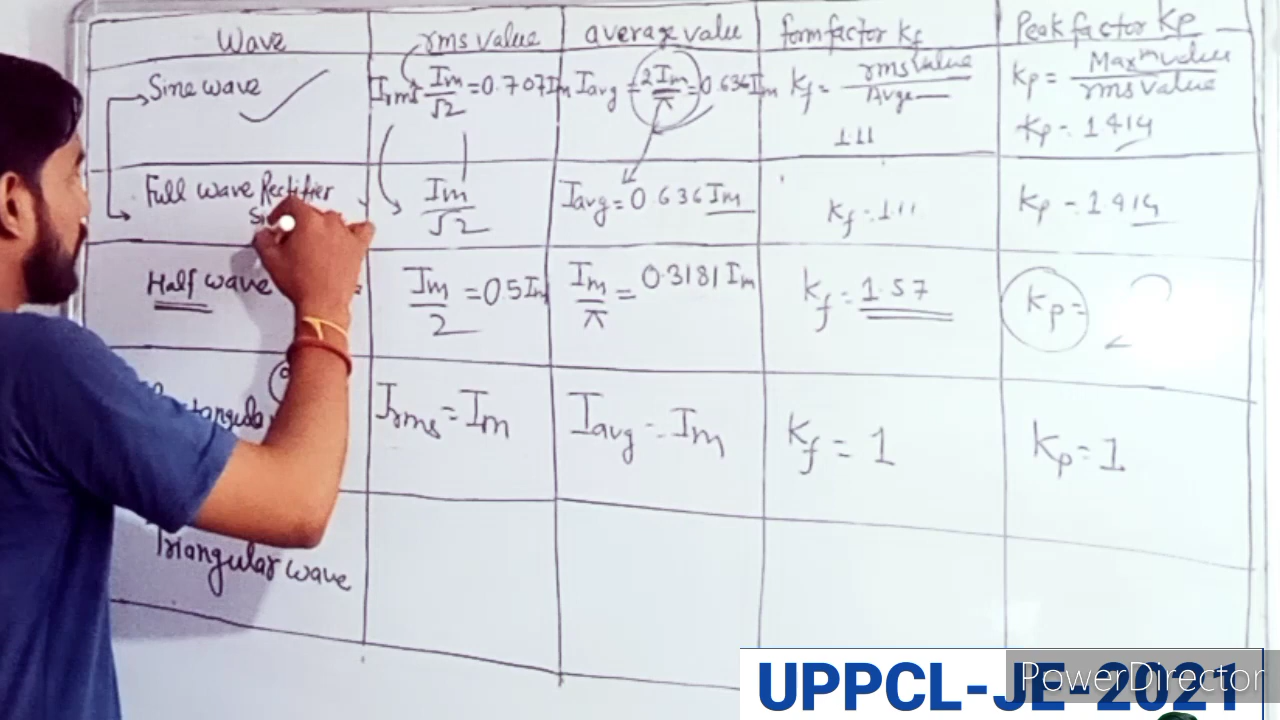 Wave rms value average value form factor Kf Peak factor Kp
Sine wave Irms = Im/√2 = 0.707Im Iavg = 2Im/π = 0.636Im Kf = rms value/Avge Kp = Maxm value/rms value
1.11 Kp = 1.414
Full wave Rectifier Im/√2 Iavg = 0.636 Im Kf = 1.11 Kp = 1.414
Half wave Im/2 = 0.5Im Im/π = 0.3181 Im Kf = 1.57 Kp =
Irms = Im Iavg = Im Kf = 1 Kp = 1
Triangular wave
UPPCL-JE-2021
PowerDirector